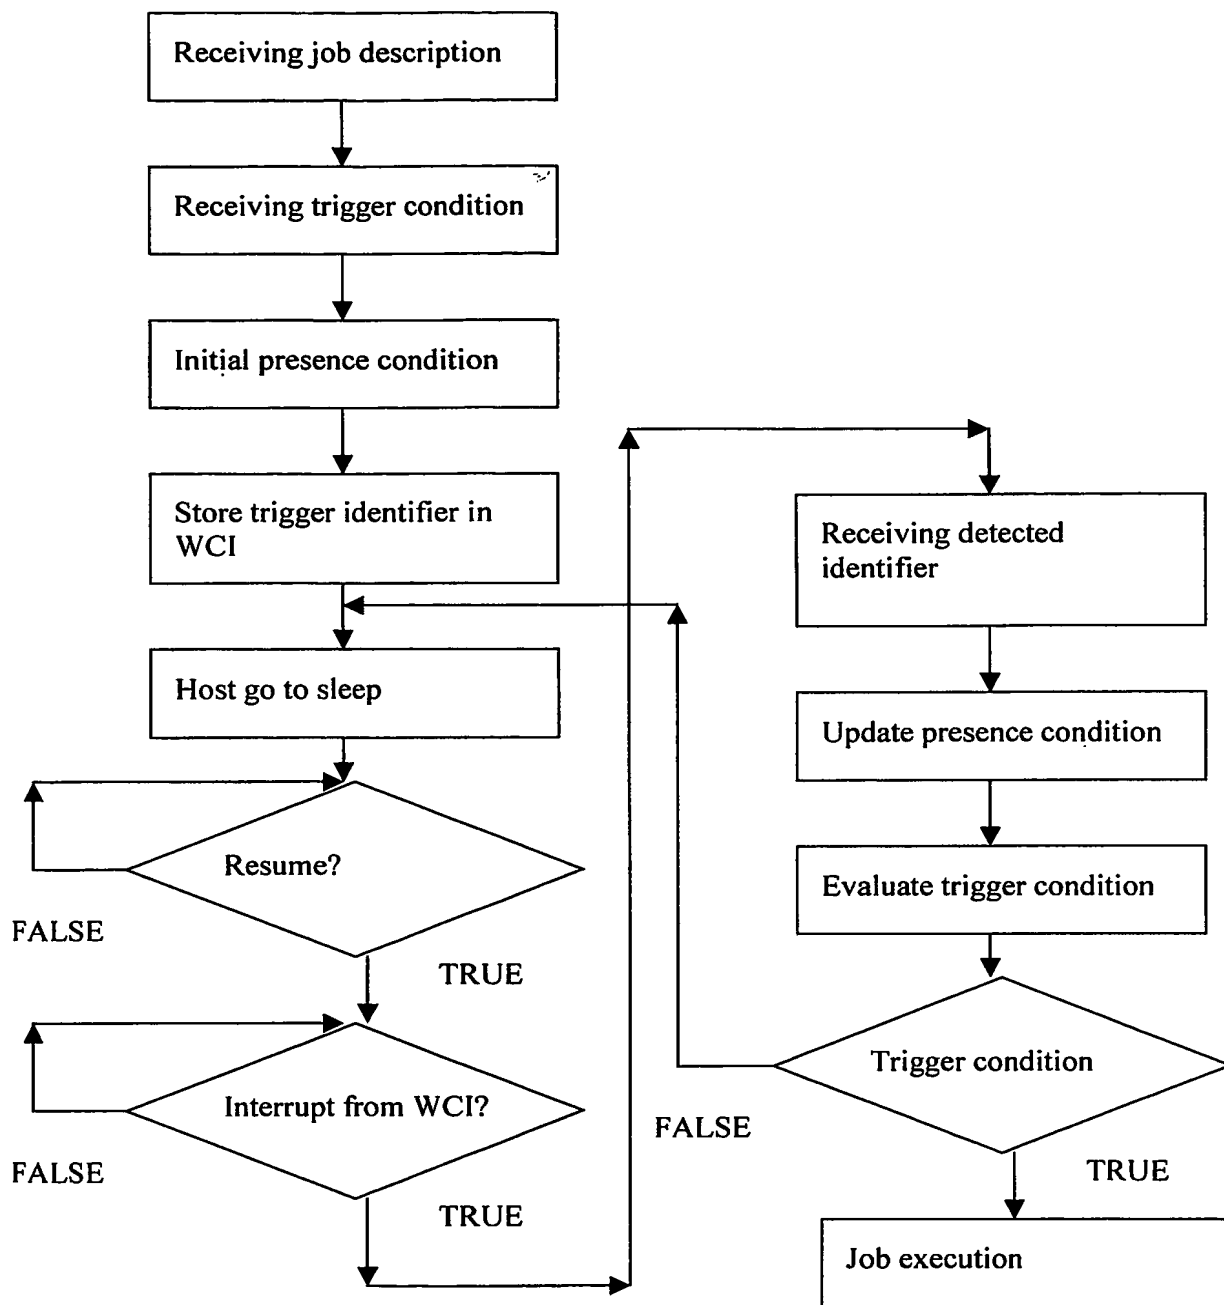 Receiving job description
Receiving trigger condition
Initial presence condition
Store trigger identifier in
WCI
Host go to sleep
Resume?
FALSE
TRUE
Interrupt from WCI?
FALSE
TRUE
Receiving detected
identifier
Update presence condition
Evaluate trigger condition
Trigger condition
FALSE
TRUE
Job execution